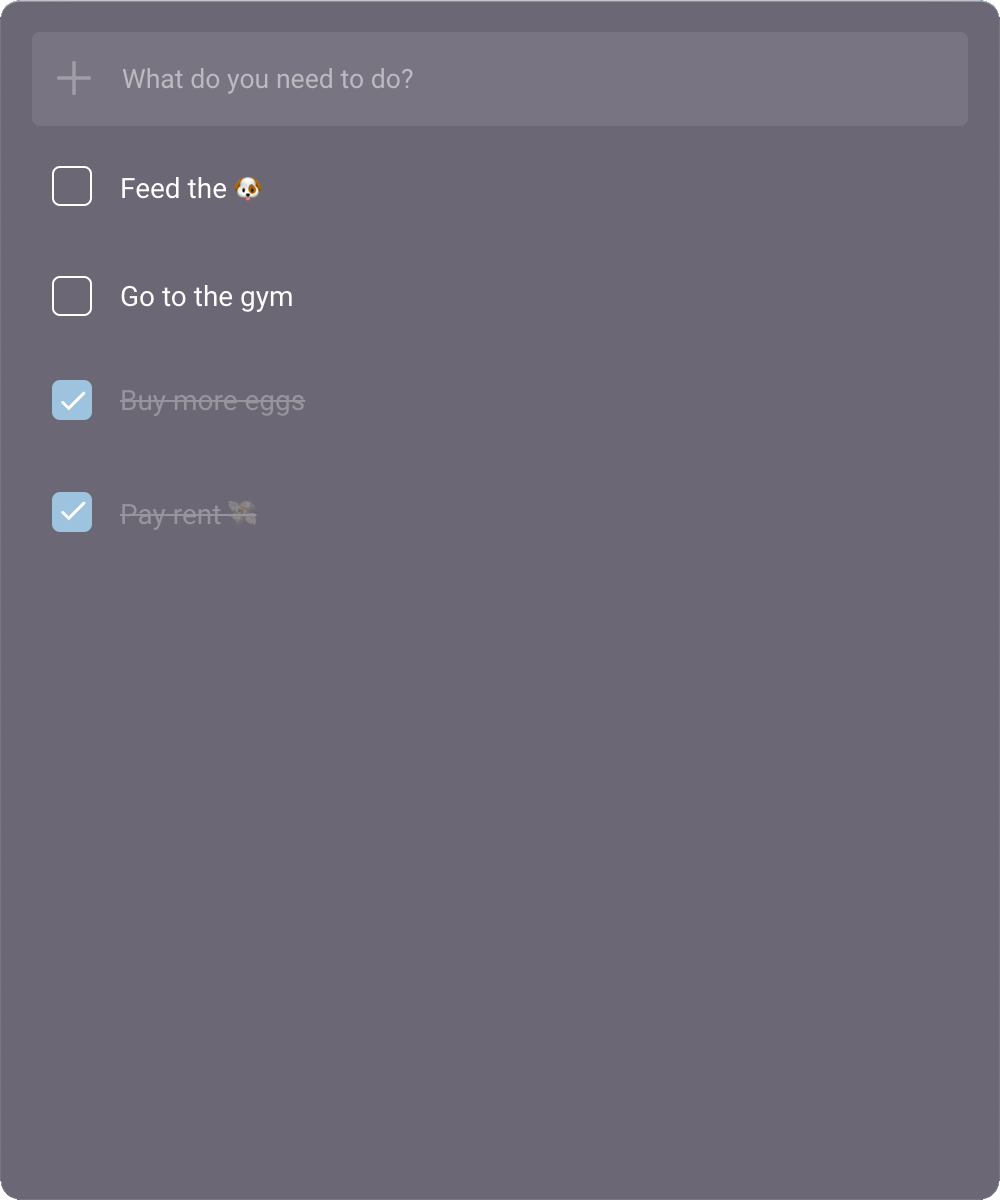 What do you need to do?
Feed the 🐶
Go to the gym
Buy more eggs
Pay rent 💸